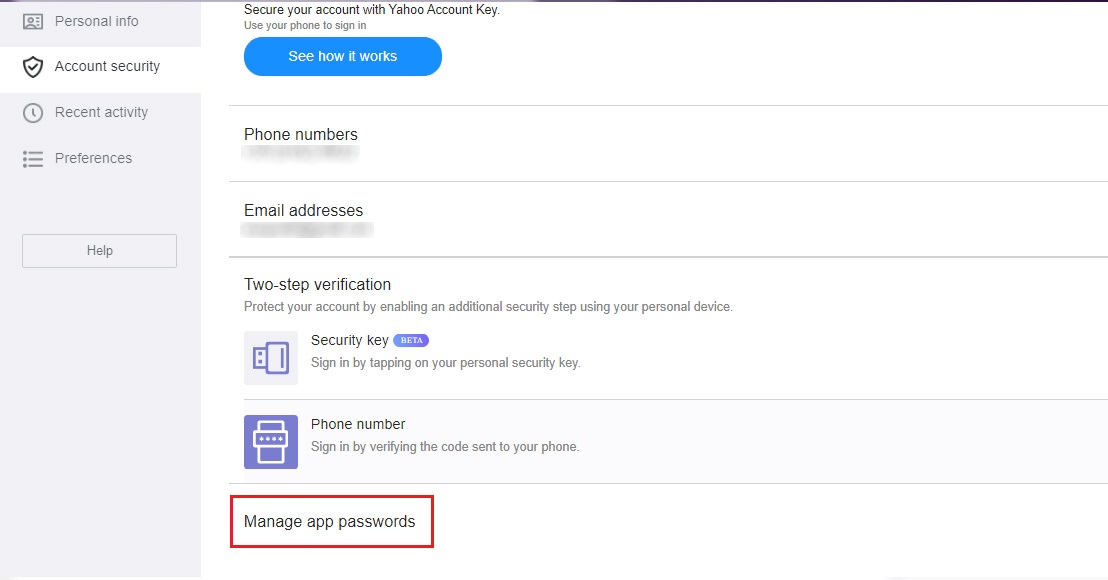 Personal info
Account security
Recent activity
Preferences
Help
Secure your account with Yahoo Account Key.
Use your phone to sign in
See how it works
Phone numbers
Email addresses
Two-step verification
Protect your account by enabling an additional security step using your personal device.
Security key BETA
Sign in by tapping on your personal security key.
Phone number
Sign in by verifying the code sent to your phone.
Manage app passwords